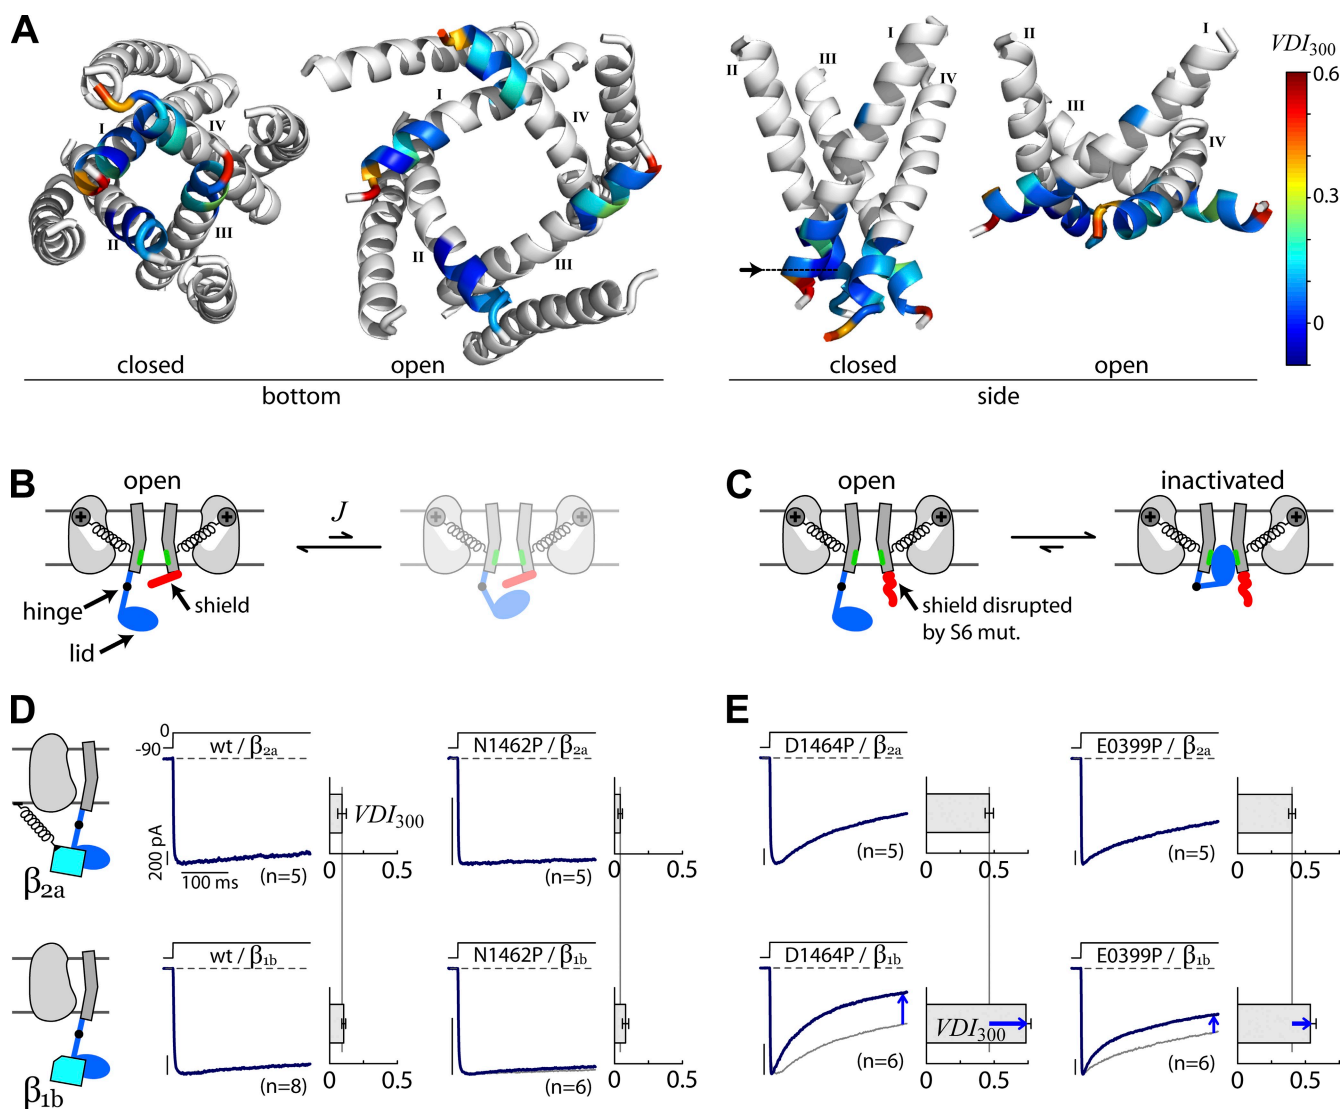 A
I
IV
II
III
closed
I
IV
II
III
open
bottom
II
III
I
IV
closed
II
III
I
IV
open
side
VDI300
0.6
0.3
0
B
open
J
hinge
shield
lid
C
open
inactivated
shield disrupted
by S6 mut.
D
0
-90
wt / β2a
200 pA
100 ms
(n=5)
VDI300
0 0.5
N1462P / β2a
(n=5)
0 0.5
β2a
wt / β1b
(n=8)
0 0.5
N1462P / β1b
(n=6)
0 0.5
β1b
E
D1464P / β2a
(n=5)
0 0.5
E0399P / β2a
(n=5)
0 0.5
D1464P / β1b
(n=6)
VDI300
0 0.5
E0399P / β1b
(n=6)
0 0.5